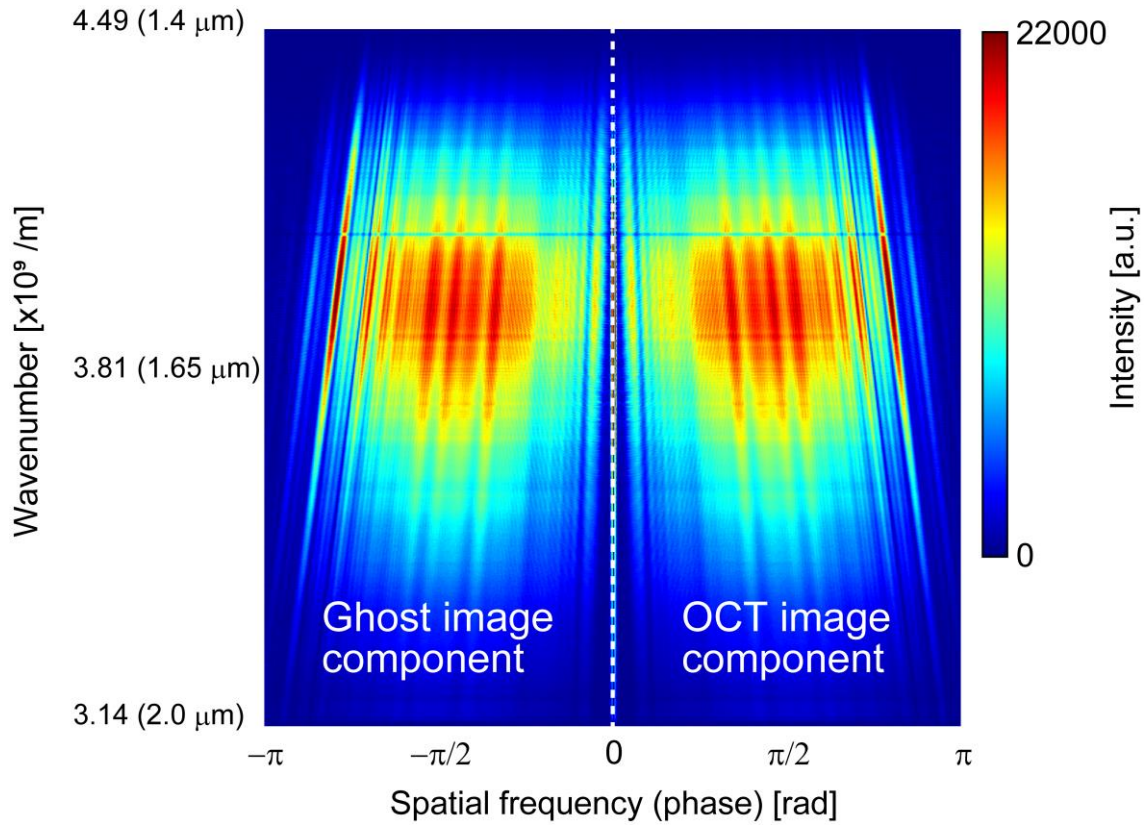 4.49 (1.4 μm)
22000
Wavenumber [x10⁹ /m]
3.81 (1.65 μm)
Intensity [a.u.]
0
Ghost image
component
OCT image
component
3.14 (2.0 μm)
−π
−π/2
0
π/2
π
Spatial frequency (phase) [rad]